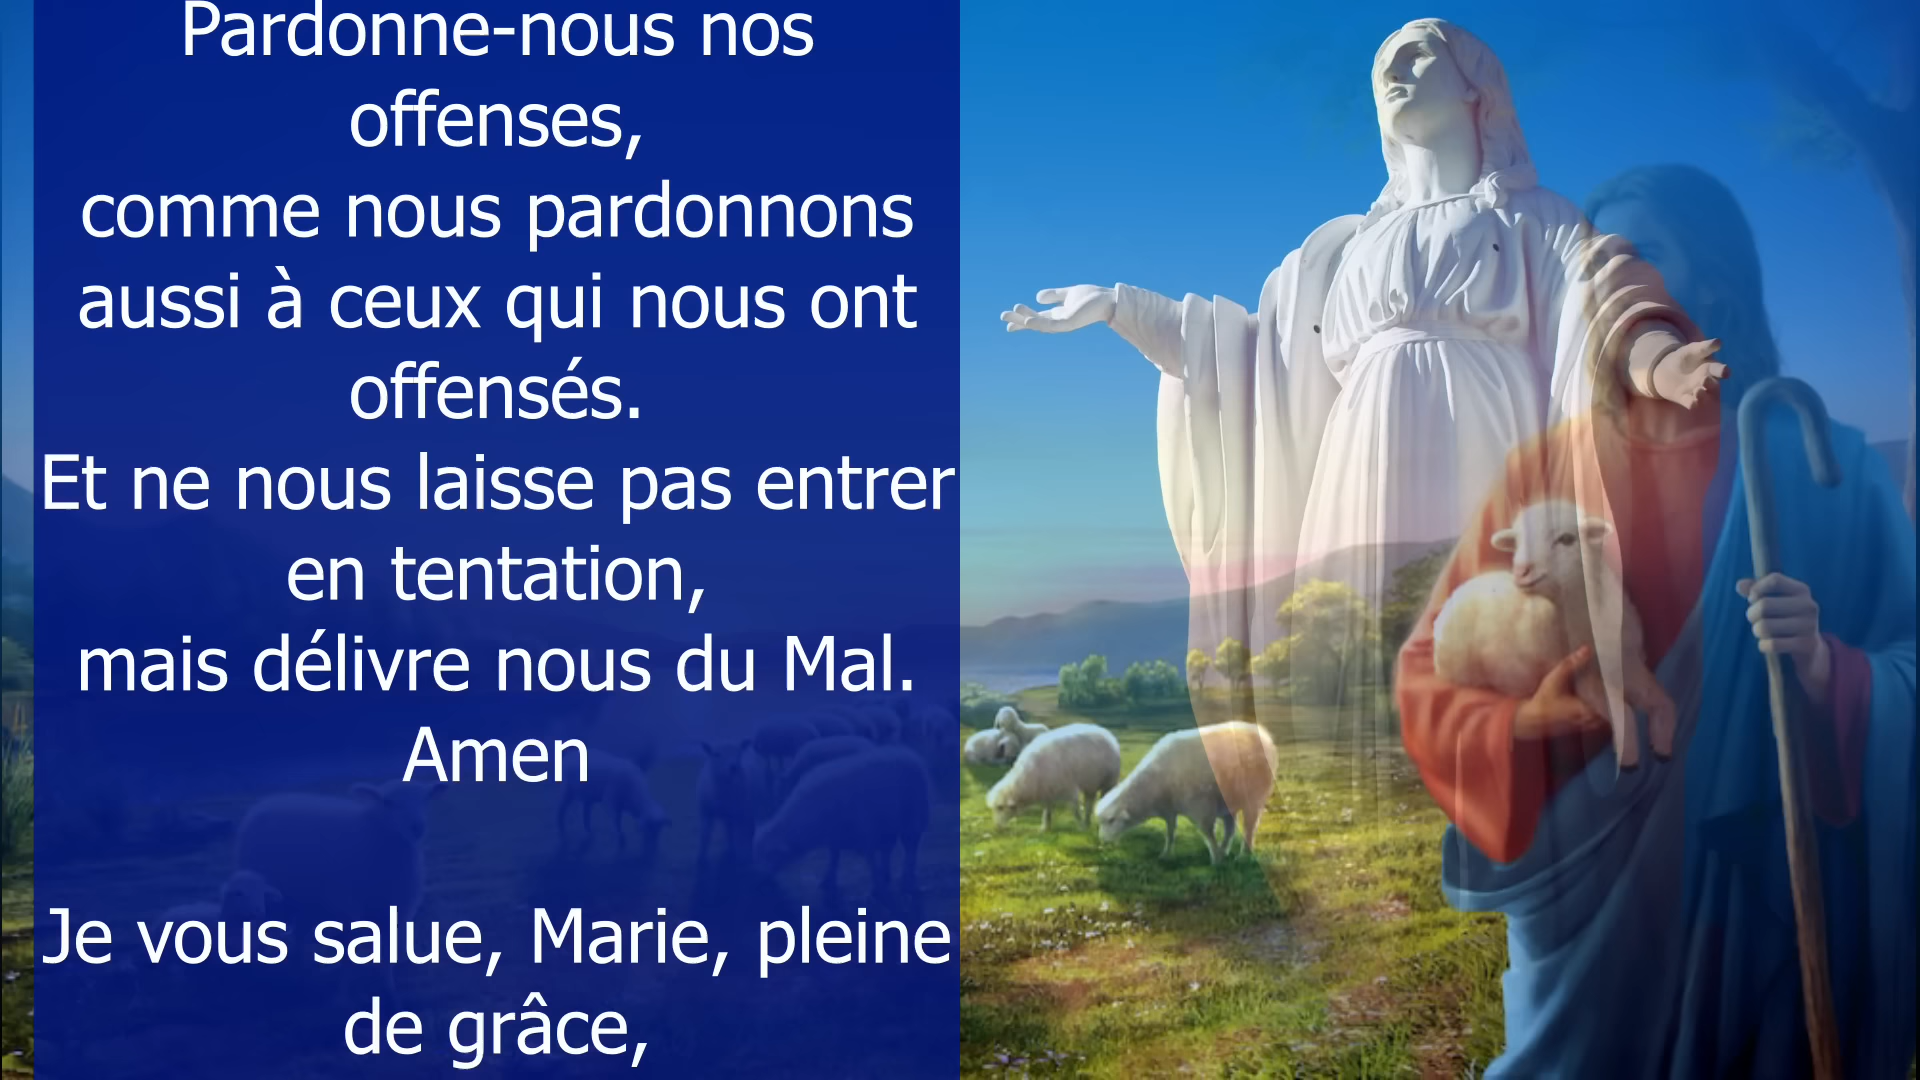 Pardonne-nous nos
offenses,
comme nous pardonnons
aussi à ceux qui nous ont
offensés.
Et ne nous laisse pas entrer
en tentation,
mais délivre nous du Mal.
Amen
Je vous salue, Marie, pleine
de grâce,